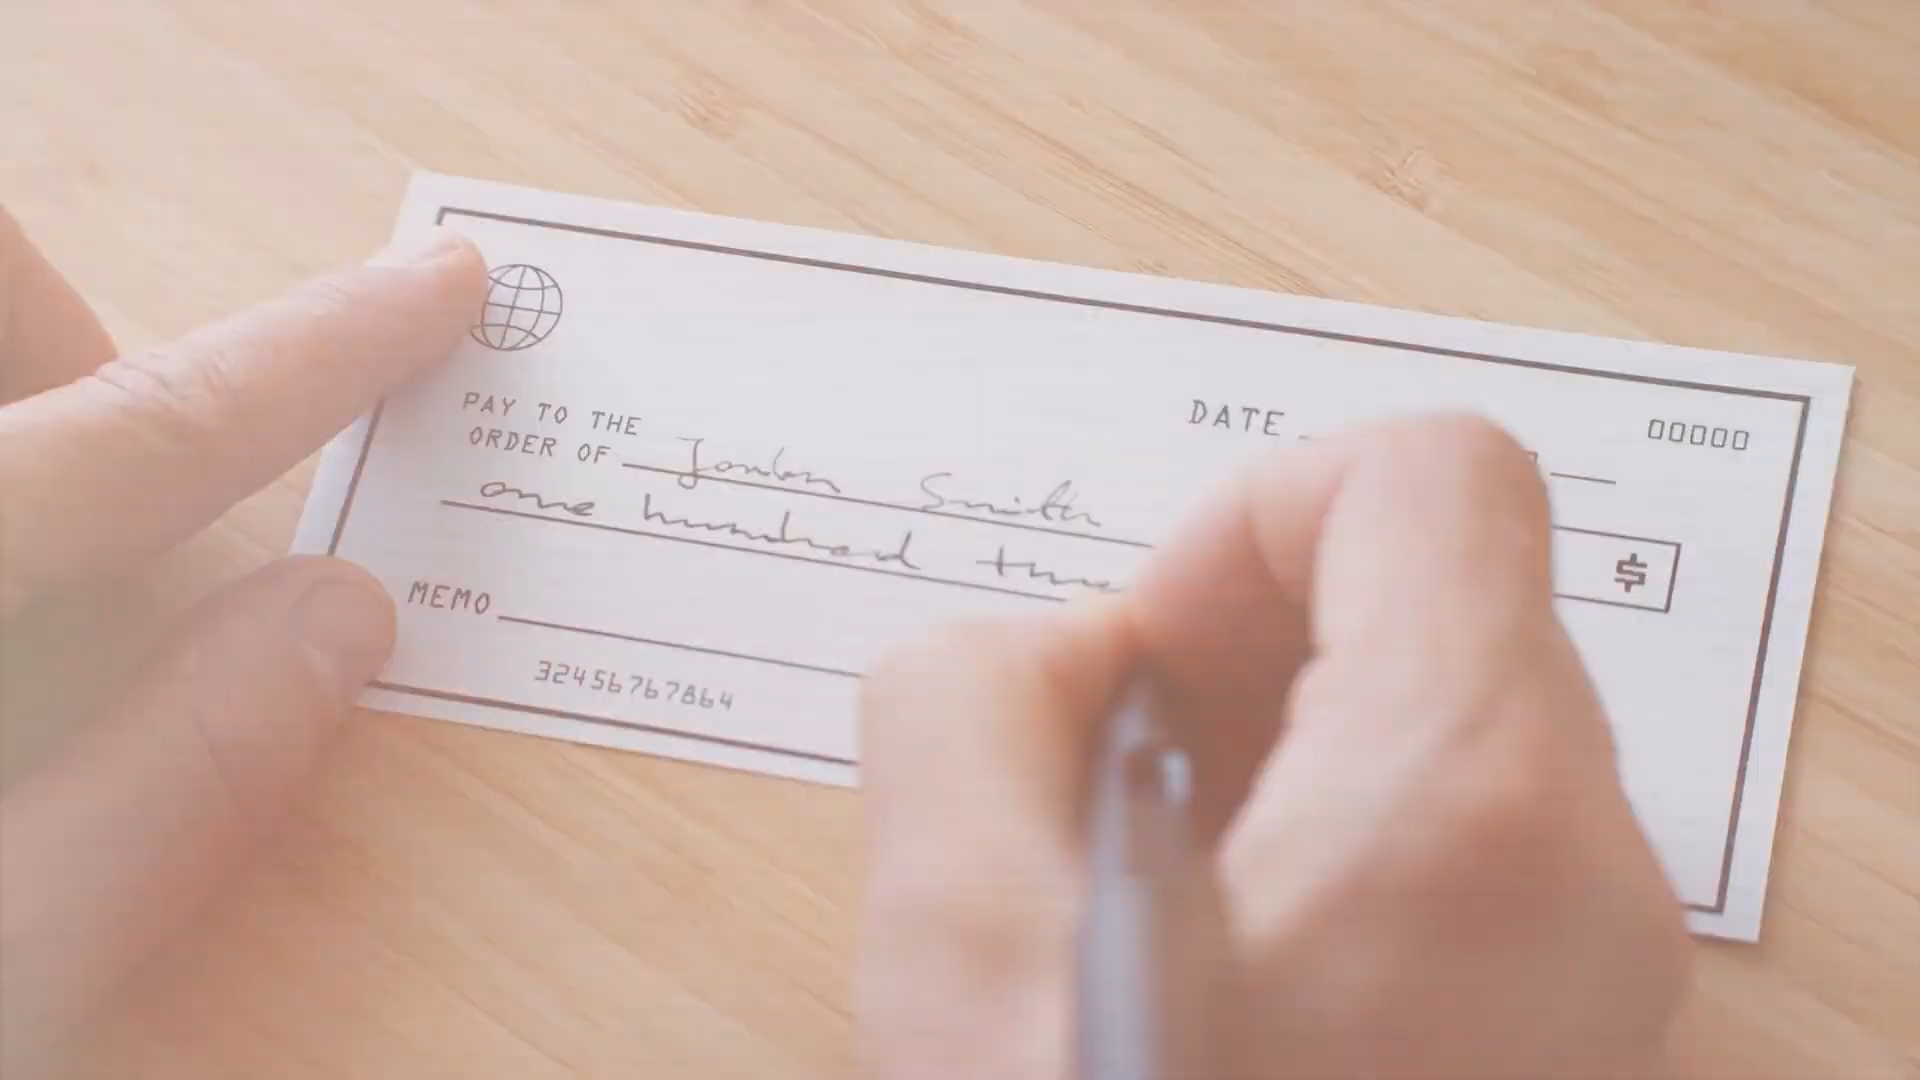 DATE 00000
PAY TO THE
ORDER OF Jordan Smith
one hundred
$
MEMO
32456767864